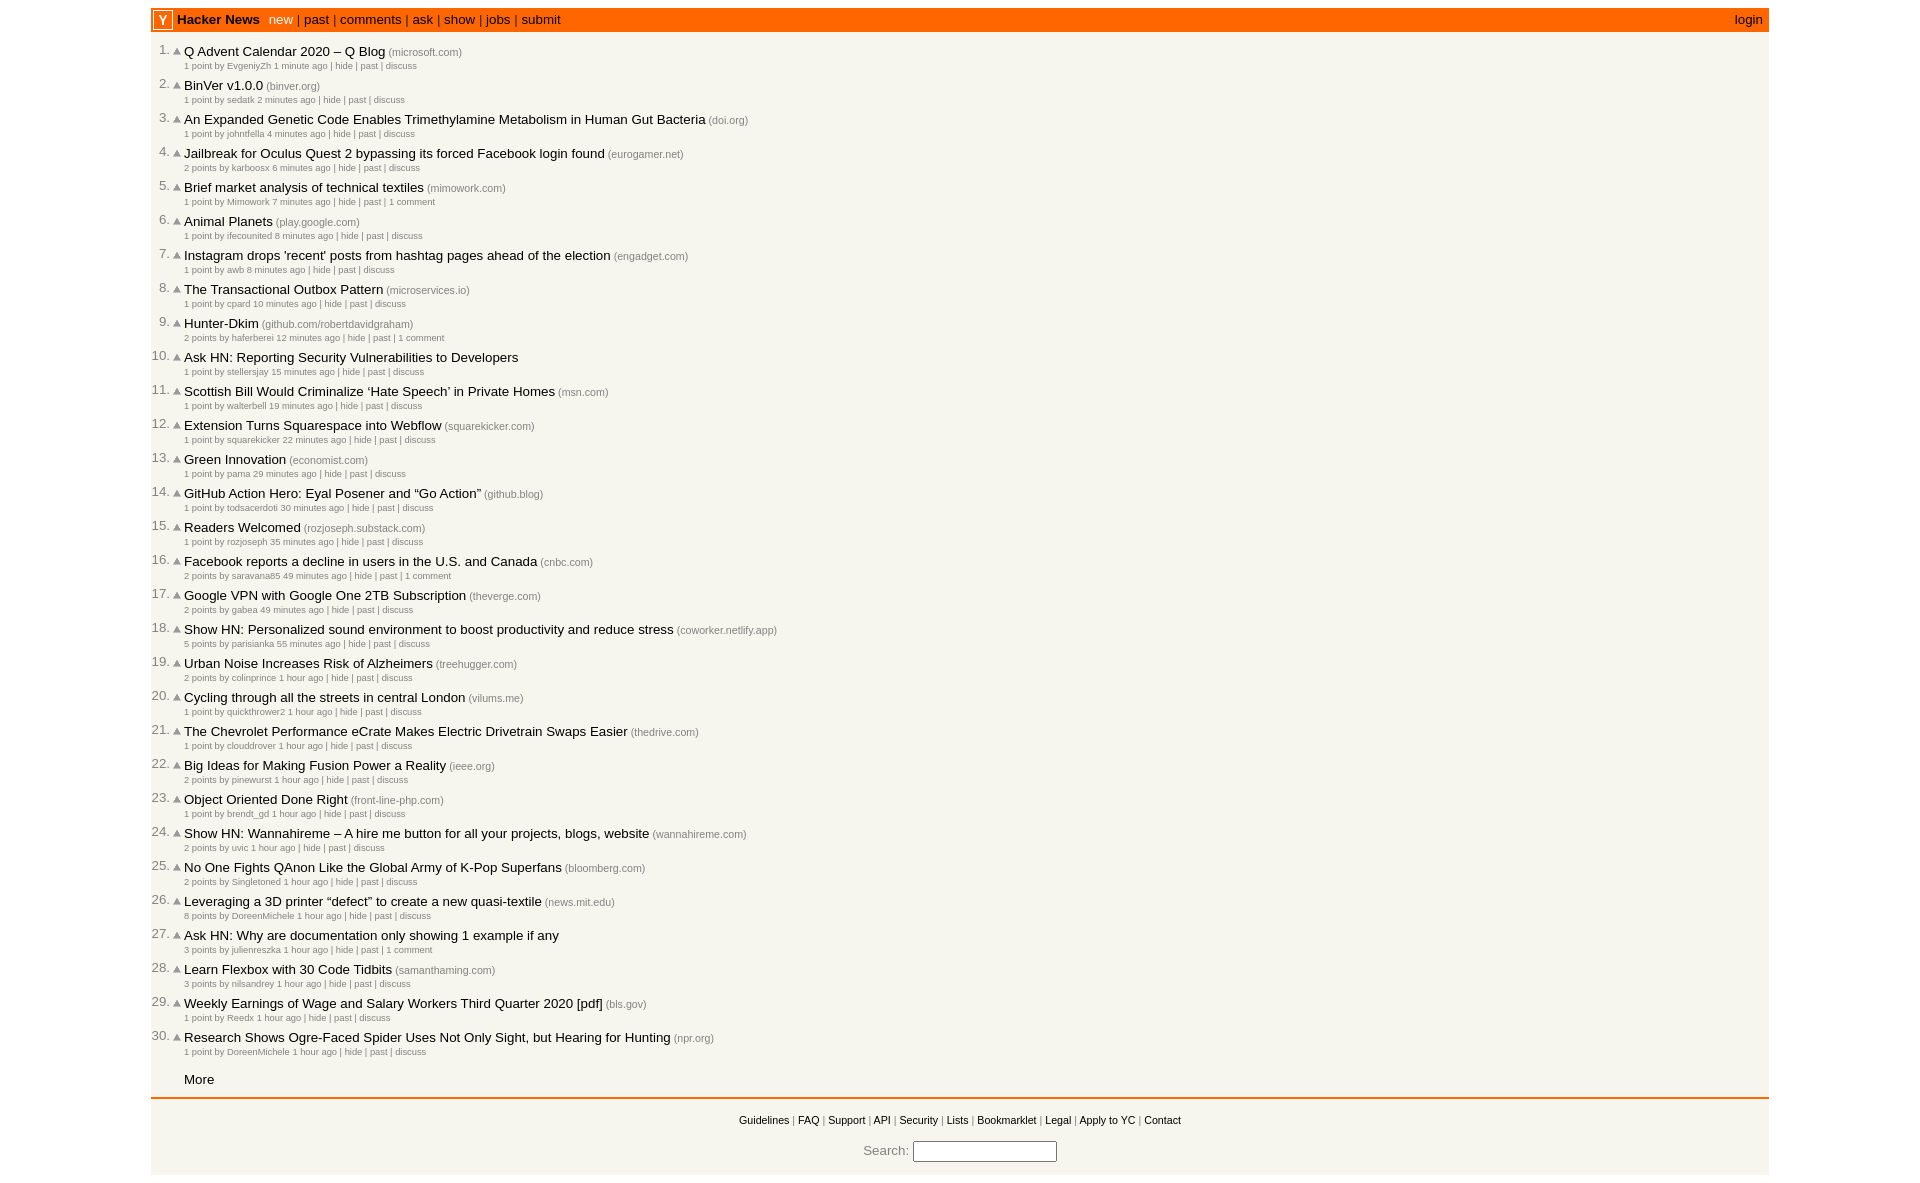 Y Hacker News new | past | comments | ask | show | jobs | submit login
1. Q Advent Calendar 2020 – Q Blog (microsoft.com)
1 point by EvgeniyZh 1 minute ago | hide | past | discuss
2. BinVer v1.0.0 (binver.org)
1 point by sedatk 2 minutes ago | hide | past | discuss
3. An Expanded Genetic Code Enables Trimethylamine Metabolism in Human Gut Bacteria (doi.org)
1 point by johntfella 4 minutes ago | hide | past | discuss
4. Jailbreak for Oculus Quest 2 bypassing its forced Facebook login found (eurogamer.net)
2 points by karboosx 6 minutes ago | hide | past | discuss
5. Brief market analysis of technical textiles (mimowork.com)
1 point by Mimowork 7 minutes ago | hide | past | 1 comment
6. Animal Planets (play.google.com)
1 point by ifecounited 8 minutes ago | hide | past | discuss
7. Instagram drops 'recent' posts from hashtag pages ahead of the election (engadget.com)
1 point by awb 8 minutes ago | hide | past | discuss
8. The Transactional Outbox Pattern (microservices.io)
1 point by cpard 10 minutes ago | hide | past | discuss
9. Hunter-Dkim (github.com/robertdavidgraham)
2 points by haferberei 12 minutes ago | hide | past | 1 comment
10. Ask HN: Reporting Security Vulnerabilities to Developers
1 point by stellersjay 15 minutes ago | hide | past | discuss
11. Scottish Bill Would Criminalize ‘Hate Speech’ in Private Homes (msn.com)
1 point by walterbell 19 minutes ago | hide | past | discuss
12. Extension Turns Squarespace into Webflow (squarekicker.com)
1 point by squarekicker 22 minutes ago | hide | past | discuss
13. Green Innovation (economist.com)
1 point by pama 29 minutes ago | hide | past | discuss
14. GitHub Action Hero: Eyal Posener and “Go Action” (github.blog)
1 point by todsacerdoti 30 minutes ago | hide | past | discuss
15. Readers Welcomed (rozjoseph.substack.com)
1 point by rozjoseph 35 minutes ago | hide | past | discuss
16. Facebook reports a decline in users in the U.S. and Canada (cnbc.com)
2 points by saravana85 49 minutes ago | hide | past | 1 comment
17. Google VPN with Google One 2TB Subscription (theverge.com)
2 points by gabea 49 minutes ago | hide | past | discuss
18. Show HN: Personalized sound environment to boost productivity and reduce stress (coworker.netlify.app)
5 points by parisianka 55 minutes ago | hide | past | discuss
19. Urban Noise Increases Risk of Alzheimers (treehugger.com)
2 points by colinprince 1 hour ago | hide | past | discuss
20. Cycling through all the streets in central London (vilums.me)
1 point by quickthrower2 1 hour ago | hide | past | discuss
21. The Chevrolet Performance eCrate Makes Electric Drivetrain Swaps Easier (thedrive.com)
1 point by clouddrover 1 hour ago | hide | past | discuss
22. Big Ideas for Making Fusion Power a Reality (ieee.org)
2 points by pinewurst 1 hour ago | hide | past | discuss
23. Object Oriented Done Right (front-line-php.com)
1 point by brendt_gd 1 hour ago | hide | past | discuss
24. Show HN: Wannahireme – A hire me button for all your projects, blogs, website (wannahireme.com)
2 points by uvic 1 hour ago | hide | past | discuss
25. No One Fights QAnon Like the Global Army of K-Pop Superfans (bloomberg.com)
2 points by Singletoned 1 hour ago | hide | past | discuss
26. Leveraging a 3D printer “defect” to create a new quasi-textile (news.mit.edu)
8 points by DoreenMichele 1 hour ago | hide | past | discuss
27. Ask HN: Why are documentation only showing 1 example if any
3 points by julienreszka 1 hour ago | hide | past | 1 comment
28. Learn Flexbox with 30 Code Tidbits (samanthaming.com)
3 points by nilsandrey 1 hour ago | hide | past | discuss
29. Weekly Earnings of Wage and Salary Workers Third Quarter 2020 [pdf] (bls.gov)
1 point by Reedx 1 hour ago | hide | past | discuss
30. Research Shows Ogre-Faced Spider Uses Not Only Sight, but Hearing for Hunting (npr.org)
1 point by DoreenMichele 1 hour ago | hide | past | discuss
More
Guidelines | FAQ | Support | API | Security | Lists | Bookmarklet | Legal | Apply to YC | Contact
Search: